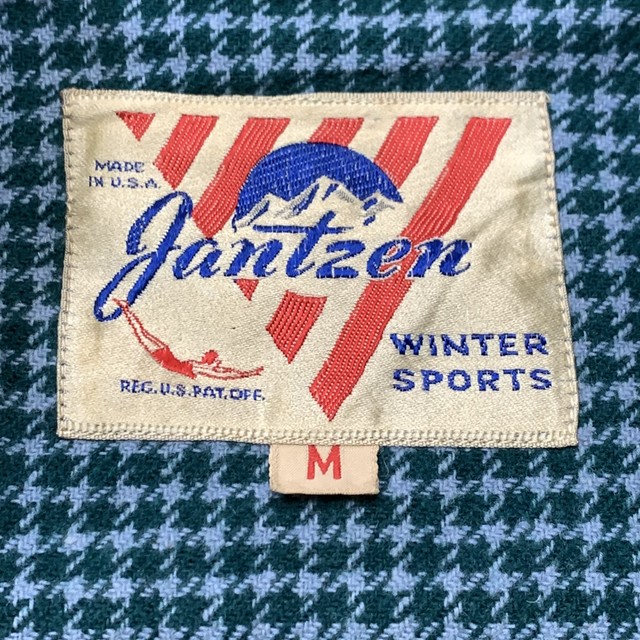 MADE
IN U.S.A.
Jantzen
REG. U.S. PAT. OFF.
WINTER
SPORTS
M